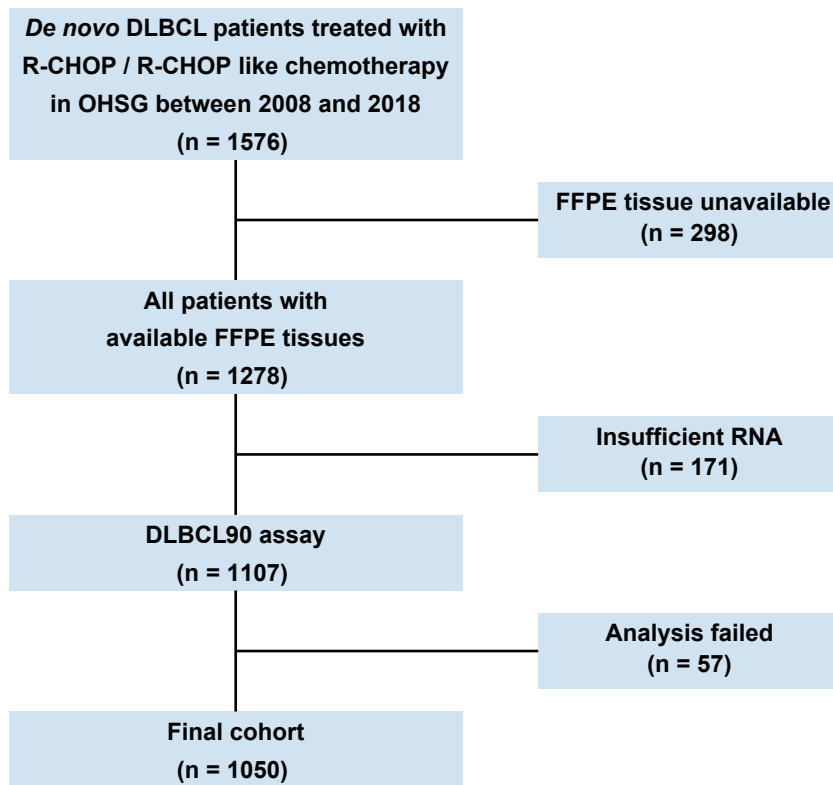 De novo DLBCL patients treated with
R-CHOP / R-CHOP like chemotherapy
in OHSG between 2008 and 2018
(n = 1576)
FFPE tissue unavailable
(n = 298)
All patients with
available FFPE tissues
(n = 1278)
Insufficient RNA
(n = 171)
DLBCL90 assay
(n = 1107)
Analysis failed
(n = 57)
Final cohort
(n = 1050)